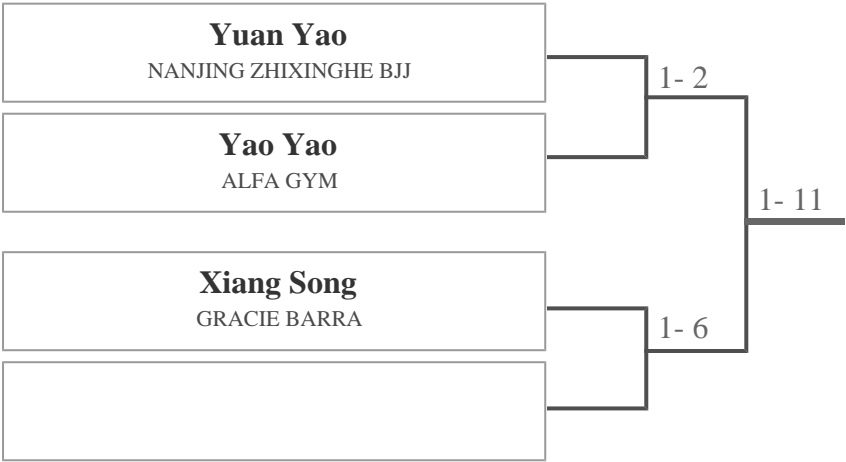 Yuan Yao
NANJING ZHIXINGHE BJJ
1- 2
Yao Yao
ALFA GYM
1- 11
Xiang Song
GRACIE BARRA
1- 6